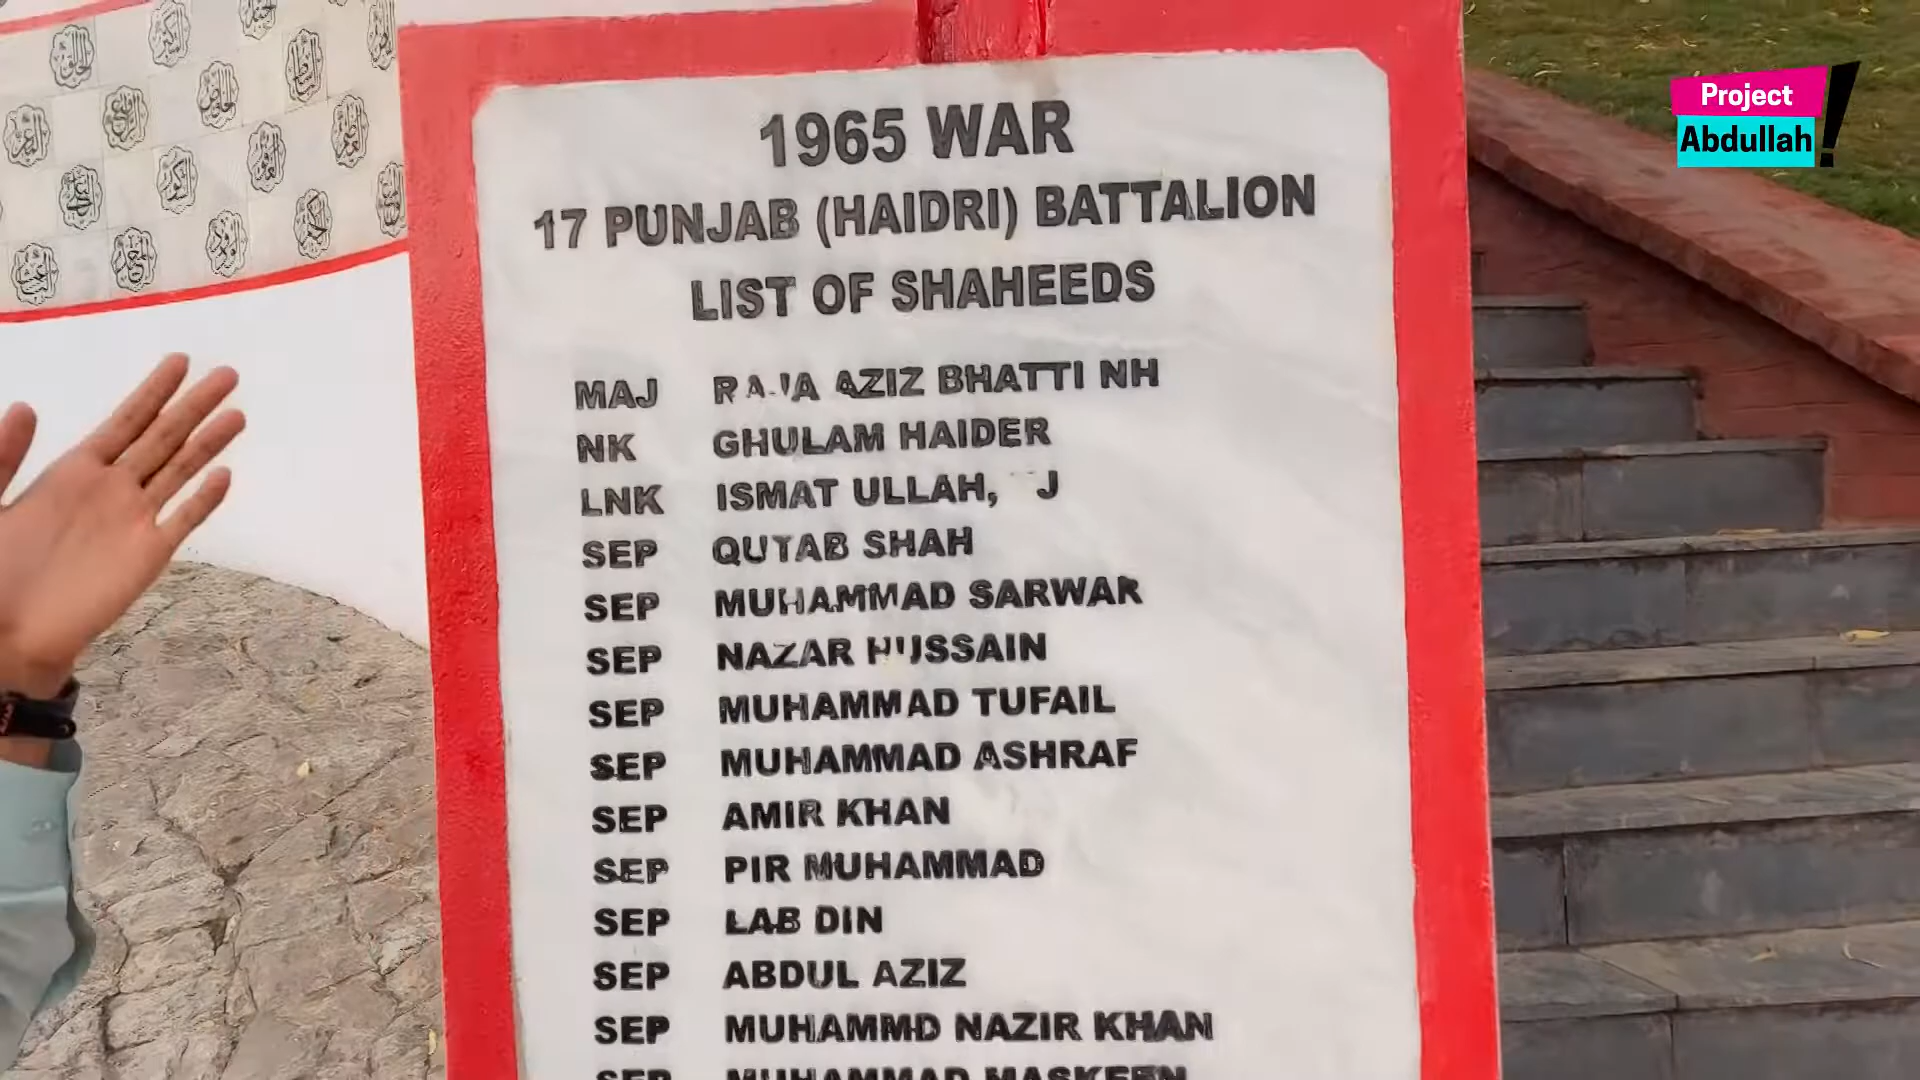 Project
Abdullah!
1965 WAR
17 PUNJAB (HAIDRI) BATTALION
LIST OF SHAHEEDS
MAJ RAJA AZIZ BHATTI NH
NK GHULAM HAIDER
LNK ISMAT ULLAH, J
SEP QUTAB SHAH
SEP MUHAMMAD SARWAR
SEP NAZAR HUSSAIN
SEP MUHAMMAD TUFAIL
SEP MUHAMMAD ASHRAF
SEP AMIR KHAN
SEP PIR MUHAMMAD
SEP LAB DIN
SEP ABDUL AZIZ
SEP MUHAMMD NAZIR KHAN
SEP MUHAMMAD MASKEEN